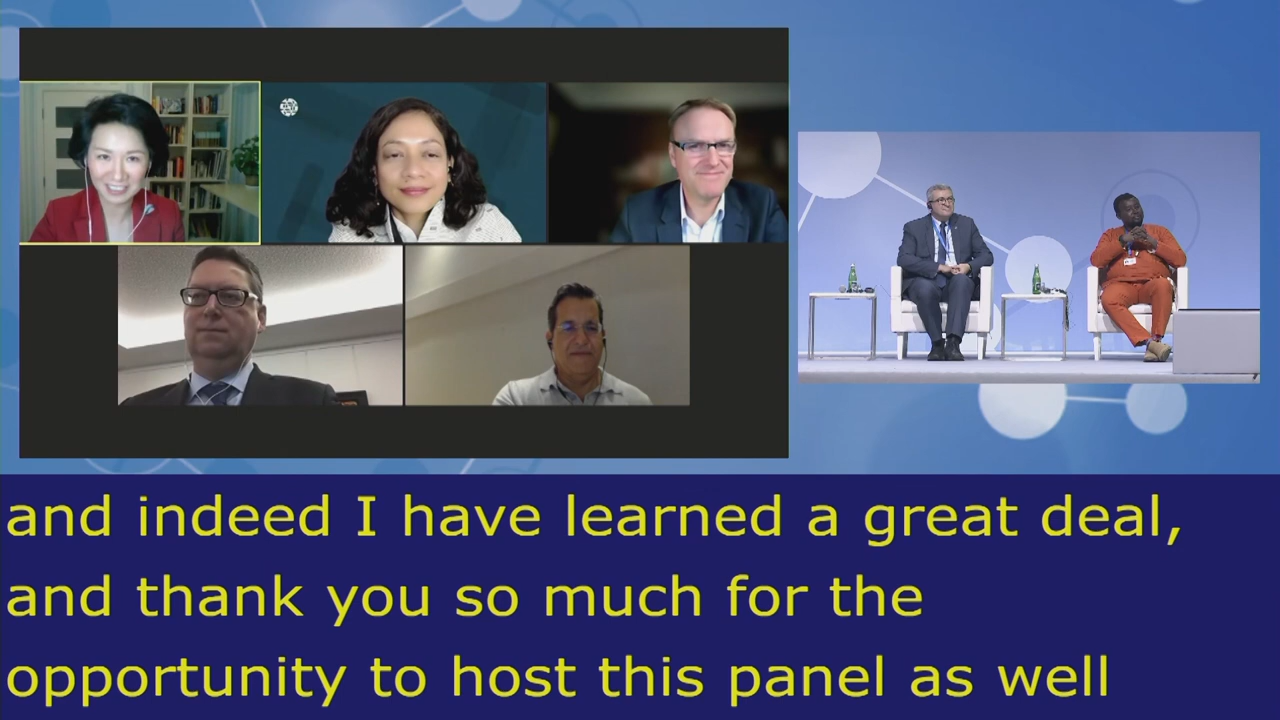 and indeed I have learned a great deal,
and thank you so much for the
opportunity to host this panel as well